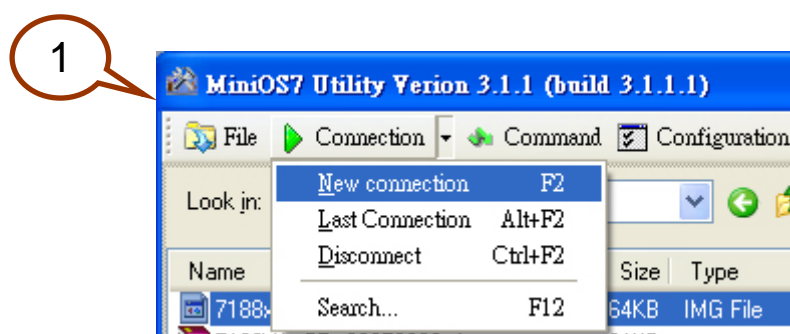 1
MiniOS7 Utility Verion 3.1.1 (build 3.1.1.1)
File Connection Command Configuration
Look in:
New connection F2
Last Connection Alt+F2
Disconnect Ctrl+F2
Search... F12
Name Size Type
7188x 64KB IMG File